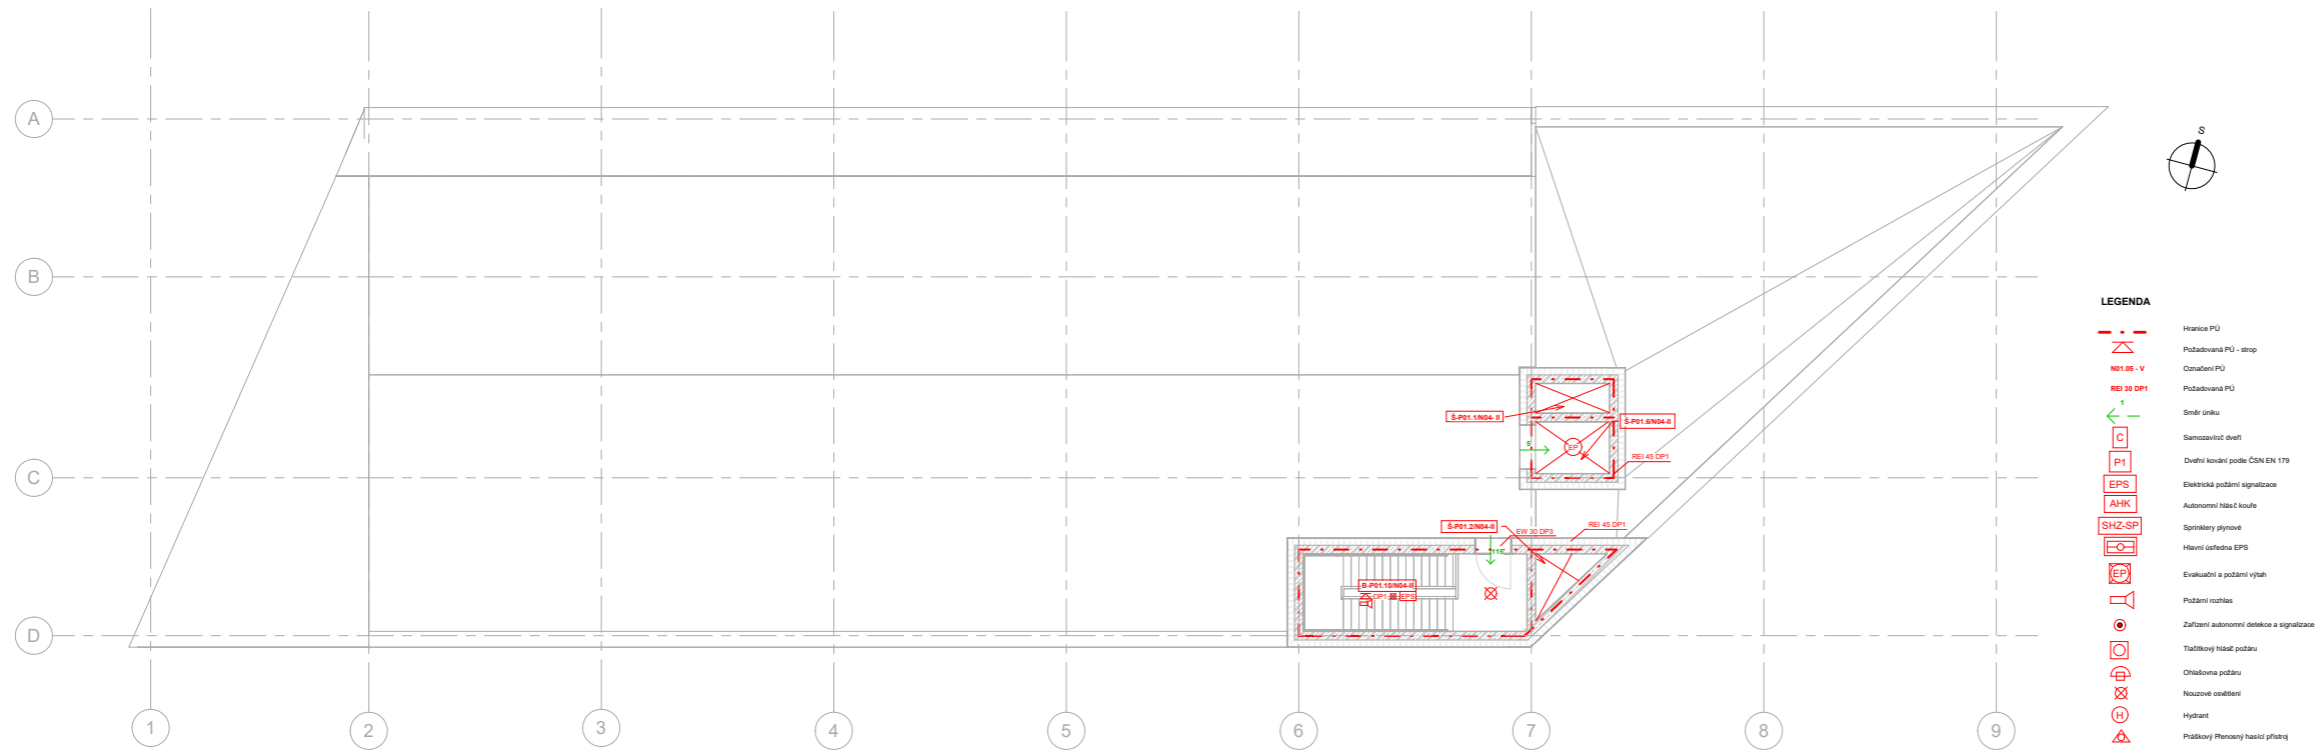 A
B
C
D
1
2
3
4
5
6
7
8
9
S
Š-P01.1/N04- II
Š-P01.6/N04-II
5
EP
REI 45 DP1
Š-P01.2/N04-II
EW 30 DP3
REI 45 DP1
115
B-P01.10/N04-II
DP1
EPS
LEGENDA
Hranice PÚ
Požadovaná PÚ - strop
N01.05 - V Označení PÚ
REI 30 DP1 Požadovaná PÚ
1 Směr úniku
C Samozavírač dveří
P1 Dveřní kování podle ČSN EN 179
EPS Elektrická požární signalizace
AHK Autonomní hlásič kouře
SHZ-SP Sprinklery plynové
Hlavní ústředna EPS
EP Evakuační a požární výtah
Požární rozhlas
Zařízení autonomní detekce a signalizace
Tlačítkový hlásič požáru
Ohlašovna požáru
Nouzové osvětlení
H Hydrant
Práškový Přenosný hasící přístroj